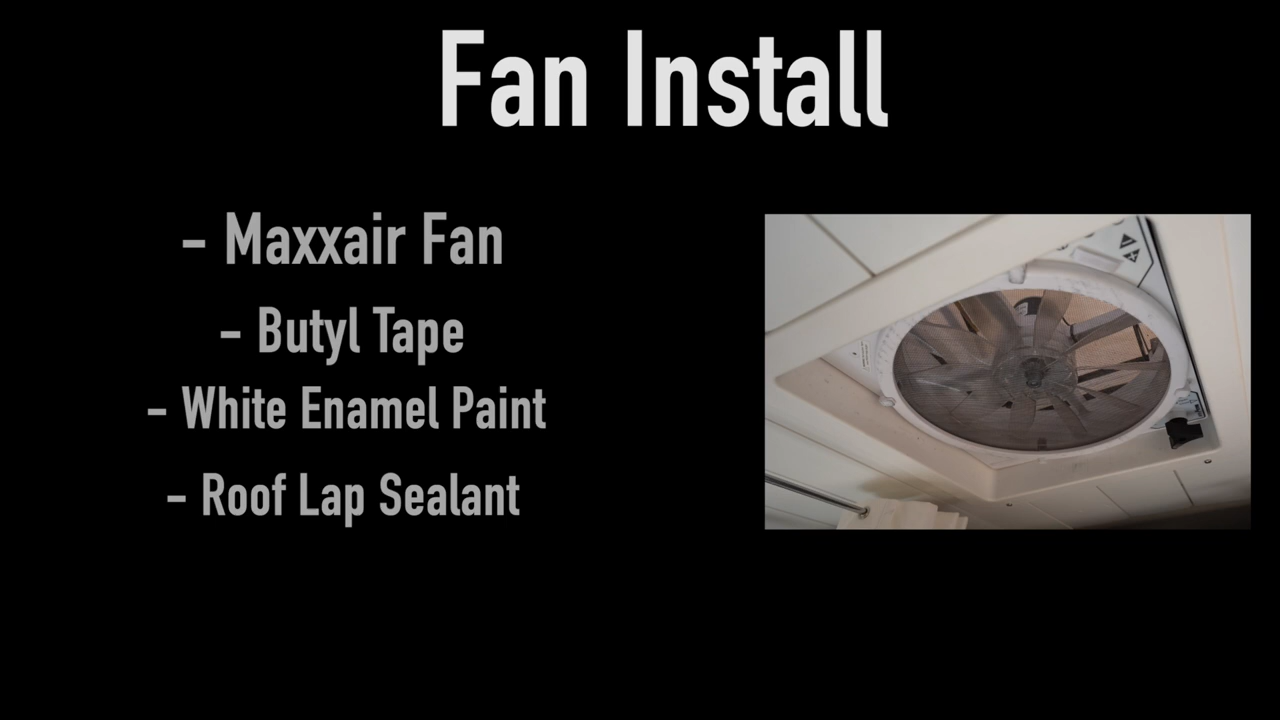 Fan Install
- Maxxair Fan
- Butyl Tape
- White Enamel Paint
- Roof Lap Sealant